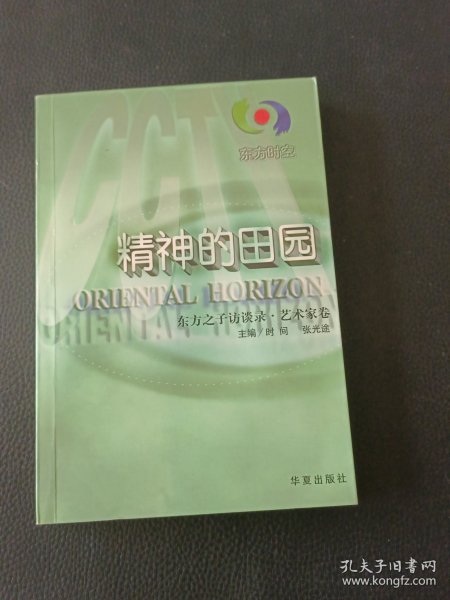 CCTV
东方时空
精神的田园
ORIENTAL HORIZON
ORIENTAL HORIZON
东方之子访谈录·艺术家卷
主编/时间 张光途
华夏出版社
孔夫子旧书网
www.kongfz.com